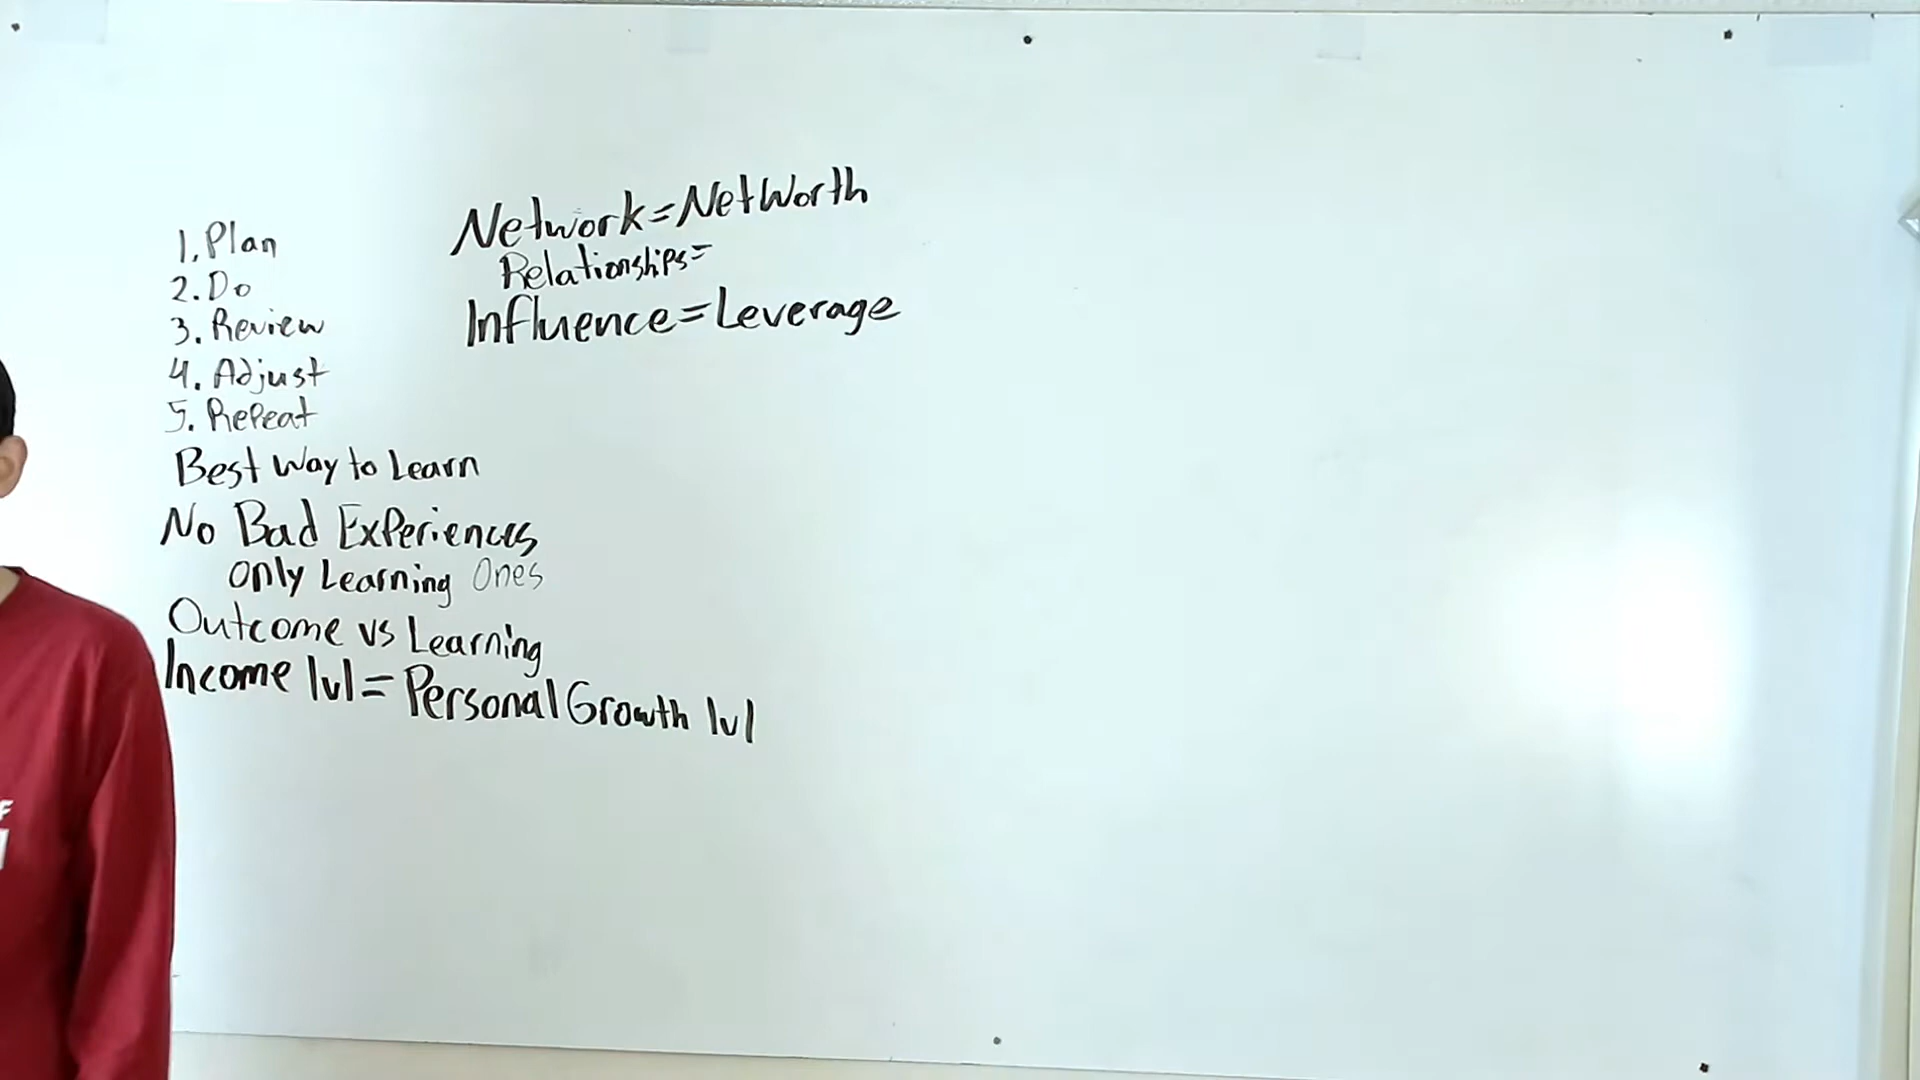 1. Plan
2. Do
3. Review
4. Adjust
5. Repeat
Best Way to Learn
No Bad Experiences
only Learning Ones
Outcome vs Learning
Income lvl = Personal Growth lvl
Network = NetWorth
Relationships =
Influence = Leverage